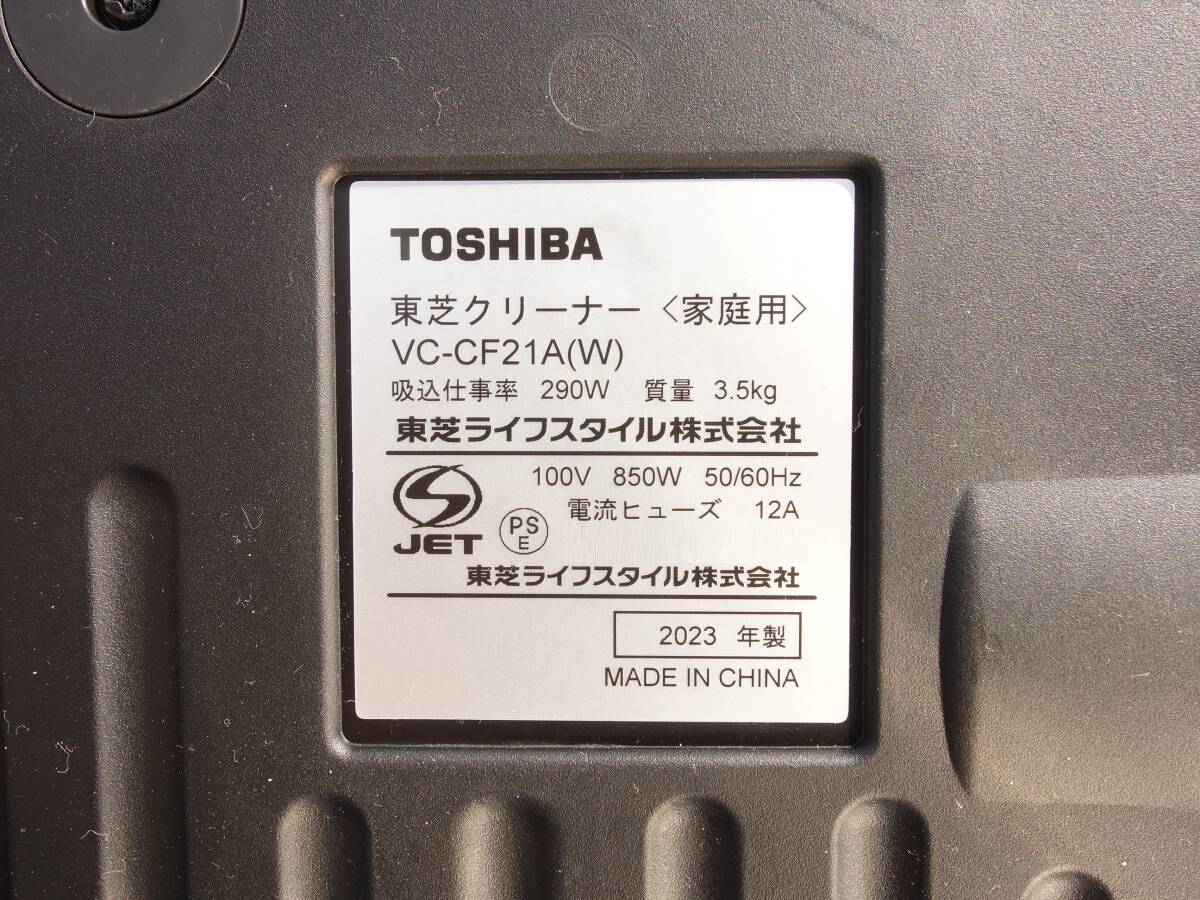 TOSHIBA
東芝クリーナー〈家庭用〉
VC-CF21A(W)
吸込仕事率 290W 質量 3.5kg
東芝ライフスタイル株式会社
100V 850W 50/60Hz
電流ヒューズ 12A
JET
PS
E
東芝ライフスタイル株式会社
2023 年製
MADE IN CHINA